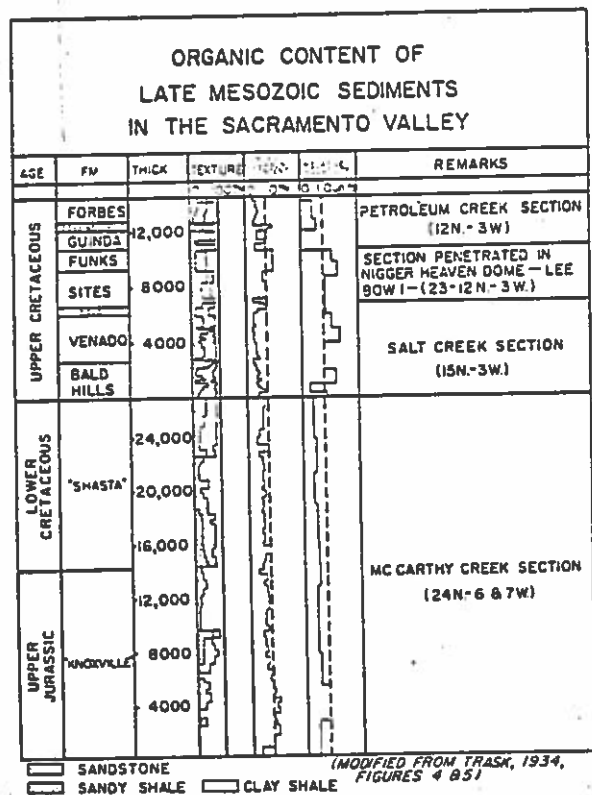 ORGANIC CONTENT OF
LATE MESOZOIC SEDIMENTS
IN THE SACRAMENTO VALLEY
AGE FM THICK TEXTURE REMARKS
UPPER CRETACEOUS
FORBES
GUINDA
FUNKS
SITES
VENADO
BALD
HILLS
12,000
8000
4000
PETROLEUM CREEK SECTION
(12N.-3W)
SECTION PENETRATED IN
NIGGER HEAVEN DOME — LEE
BOW I-(23-12N.-3W.)
SALT CREEK SECTION
(15N.-3W.)
LOWER
CRETACEOUS
"SHASTA"
24,000
20,000
16,000
UPPER
JURASSIC
"KNOXVILLE"
12,000
8000
4000
MC CARTHY CREEK SECTION
(24N.-6 & 7W.)
SANDSTONE
SANDY SHALE CLAY SHALE
(MODIFIED FROM TRASK, 1934,
FIGURES 4 & 5)